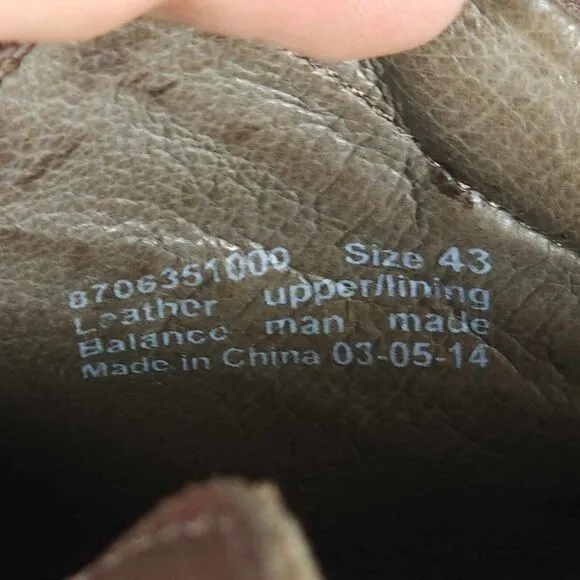 8706351000 Size 43
Leather upper/lining
Balance man made
Made in China 03-05-14